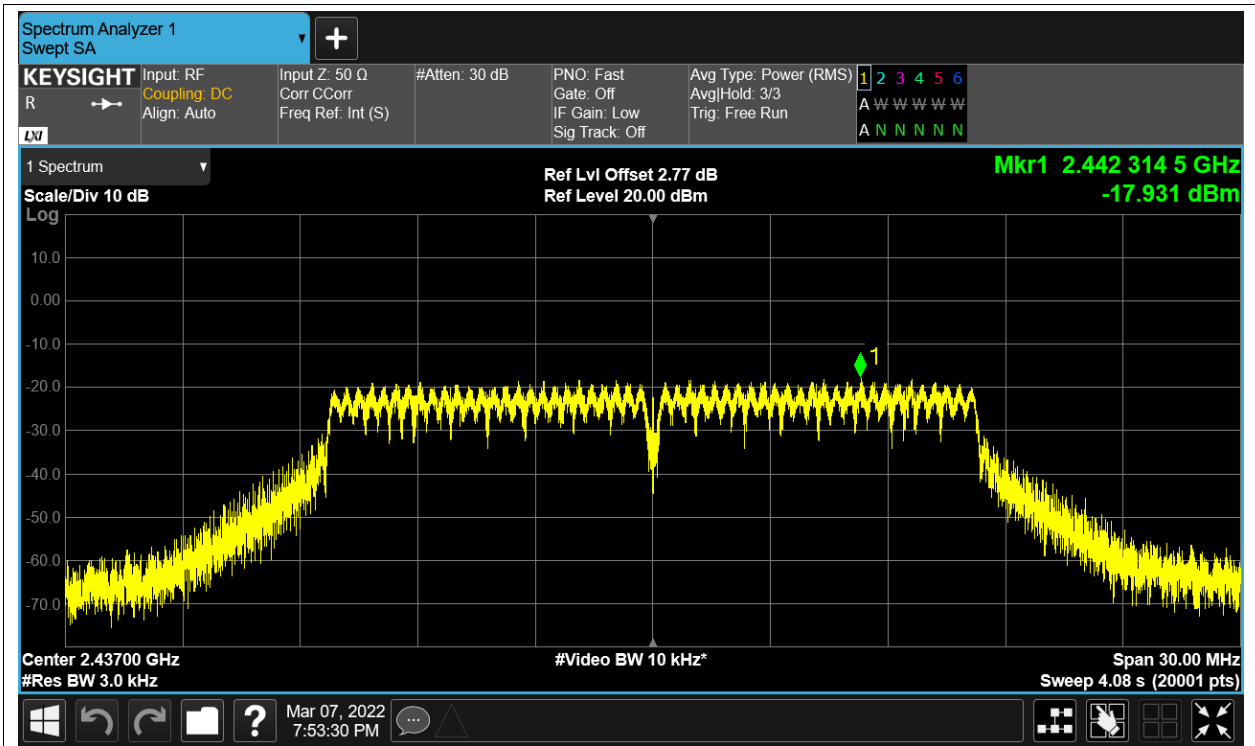 Spectrum Analyzer 1
Swept SA
KEYSIGHT
R
LXI
Input: RF
Coupling: DC
Align: Auto
Input Z: 50 Ω
Corr CCorr
Freq Ref: Int (S)
#Atten: 30 dB
PNO: Fast
Gate: Off
IF Gain: Low
Sig Track: Off
Avg Type: Power (RMS)
Avg|Hold: 3/3
Trig: Free Run
1 2 3 4 5 6
A W W W W W
A N N N N N
1 Spectrum
Scale/Div 10 dB
Ref Lvl Offset 2.77 dB
Ref Level 20.00 dBm
Mkr1 2.442 314 5 GHz
-17.931 dBm
Log
10.0
0.00
-10.0
-20.0
-30.0
-40.0
-50.0
-60.0
-70.0
1
Center 2.43700 GHz
#Res BW 3.0 kHz
#Video BW 10 kHz*
Span 30.00 MHz
Sweep 4.08 s (20001 pts)
?
Mar 07, 2022
7:53:30 PM